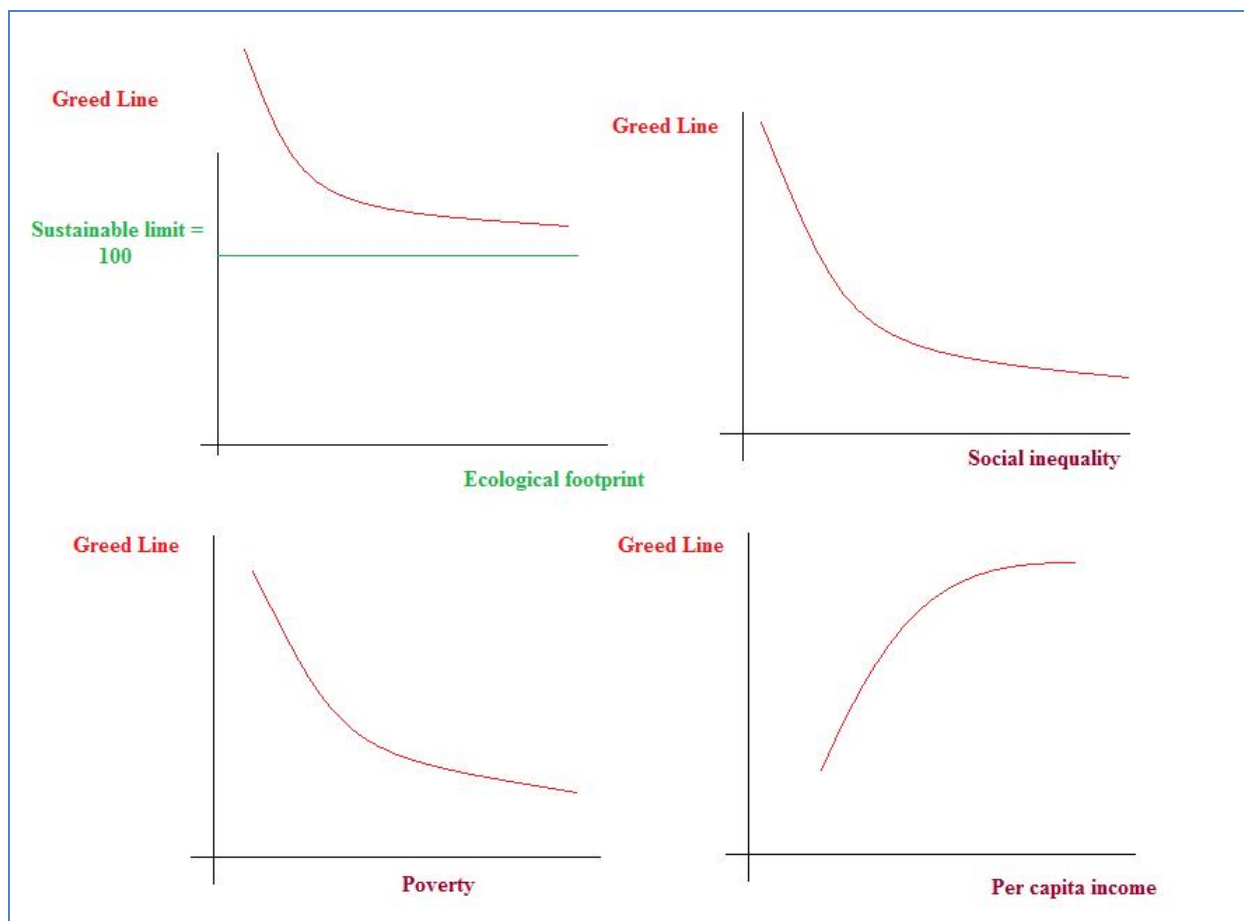 Greed Line
Sustainable limit =
100
Ecological footprint
Greed Line
Social inequality
Greed Line
Poverty
Greed Line
Per capita income